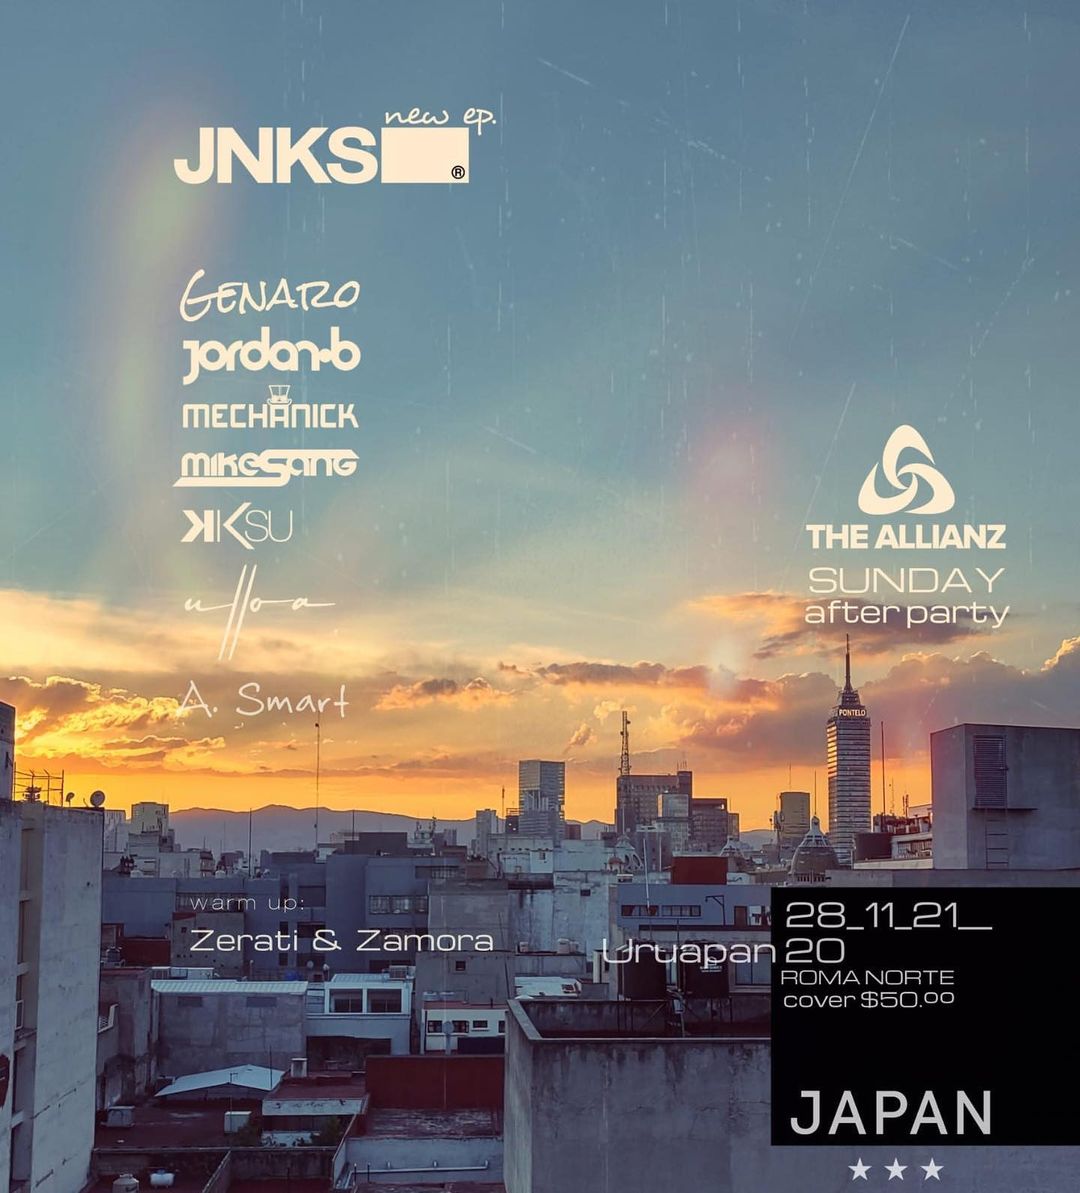 new ep.
JNKS
®
GENARO
jordan.b
MECHANICK
mikesang
KKSU
ulloa
A. Smart
THE ALLIANZ
SUNDAY
after party
PONTELO
warm up:
Zerati & Zamora
28_11_21_
Uruapan 20
ROMA NORTE
cover $50.00
JAPAN